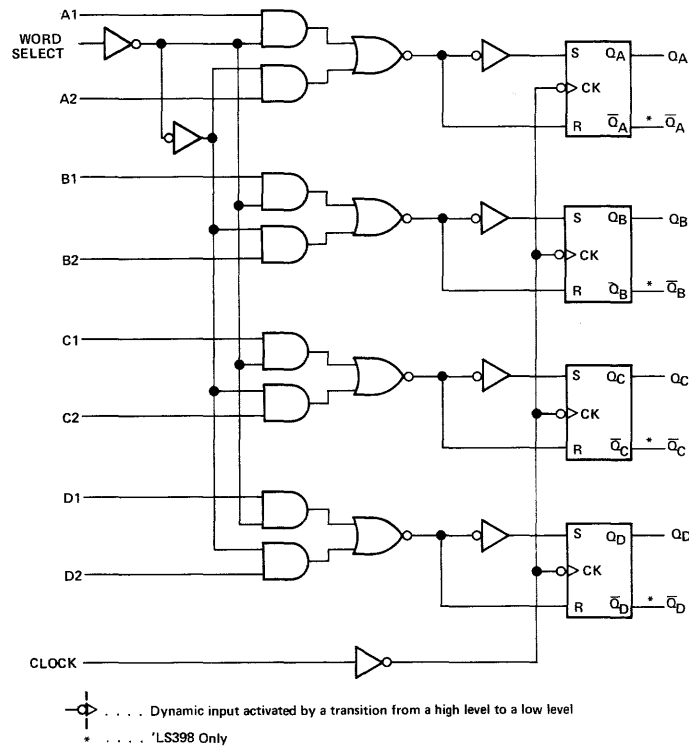 A1
WORD
SELECT
A2
S QA QA
CK
R Q̅A * Q̅A
B1
B2
S QB QB
CK
R Q̅B * Q̅B
C1
C2
S QC QC
CK
R Q̅C * Q̅C
D1
D2
S QD QD
CK
R Q̅D * Q̅D
CLOCK
. . . . Dynamic input activated by a transition from a high level to a low level
* . . . . 'LS398 Only